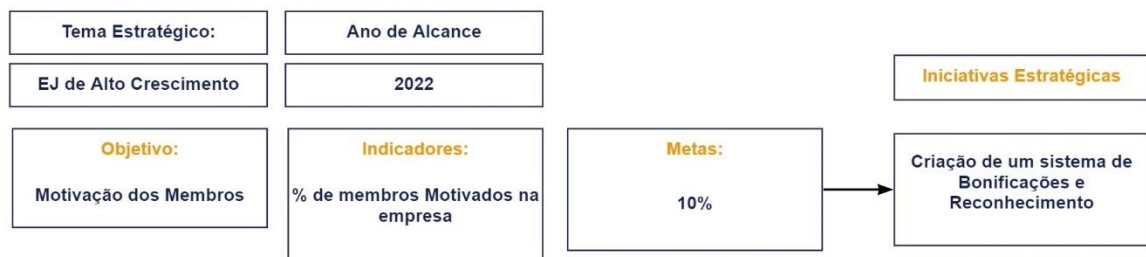 Tema Estratégico:
Ano de Alcance
EJ de Alto Crescimento
2022
Iniciativas Estratégicas
Objetivo:
Motivação dos Membros
Indicadores:
% de membros Motivados na
empresa
Metas:
10%
Criação de um sistema de
Bonificações e
Reconhecimento